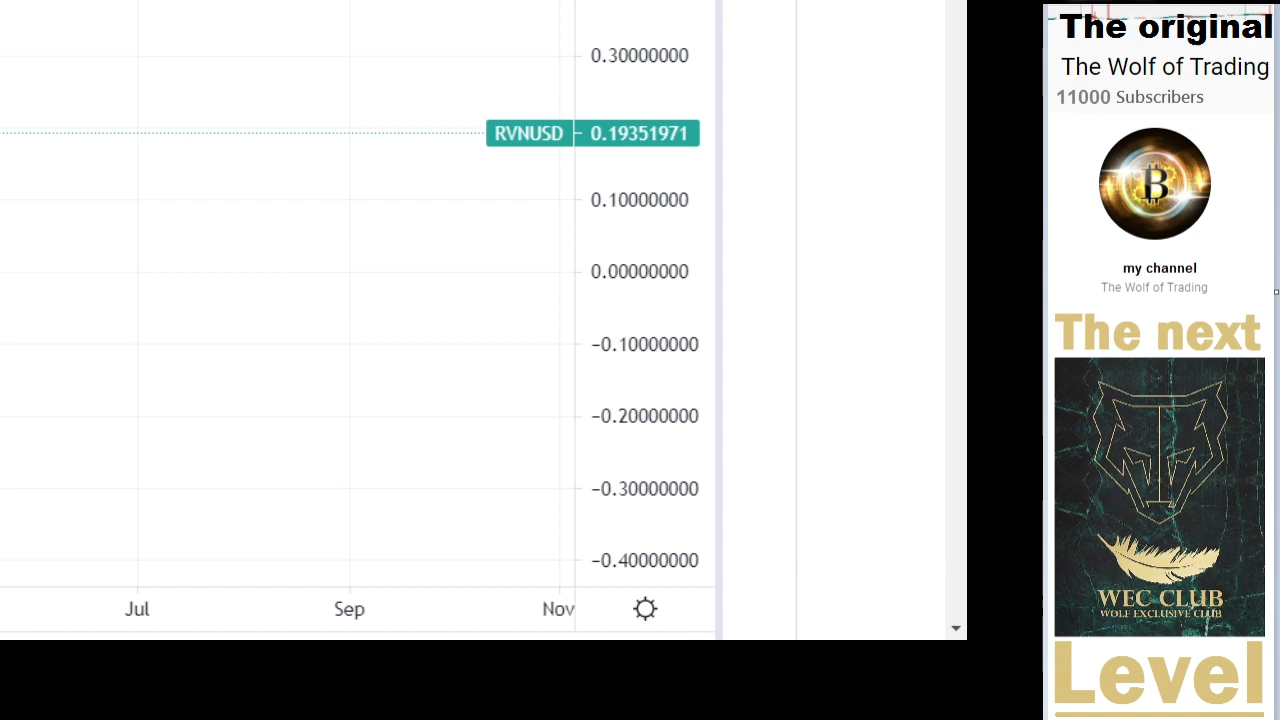 0.30000000
RVNUSD 0.19351971
0.10000000
0.00000000
−0.10000000
−0.20000000
−0.30000000
−0.40000000
Jul Sep Nov
The original
The Wolf of Trading
11000 Subscribers
B
my channel
The Wolf of Trading
The next
WEC CLUB
WOLF EXCLUSIVE CLUB
Level